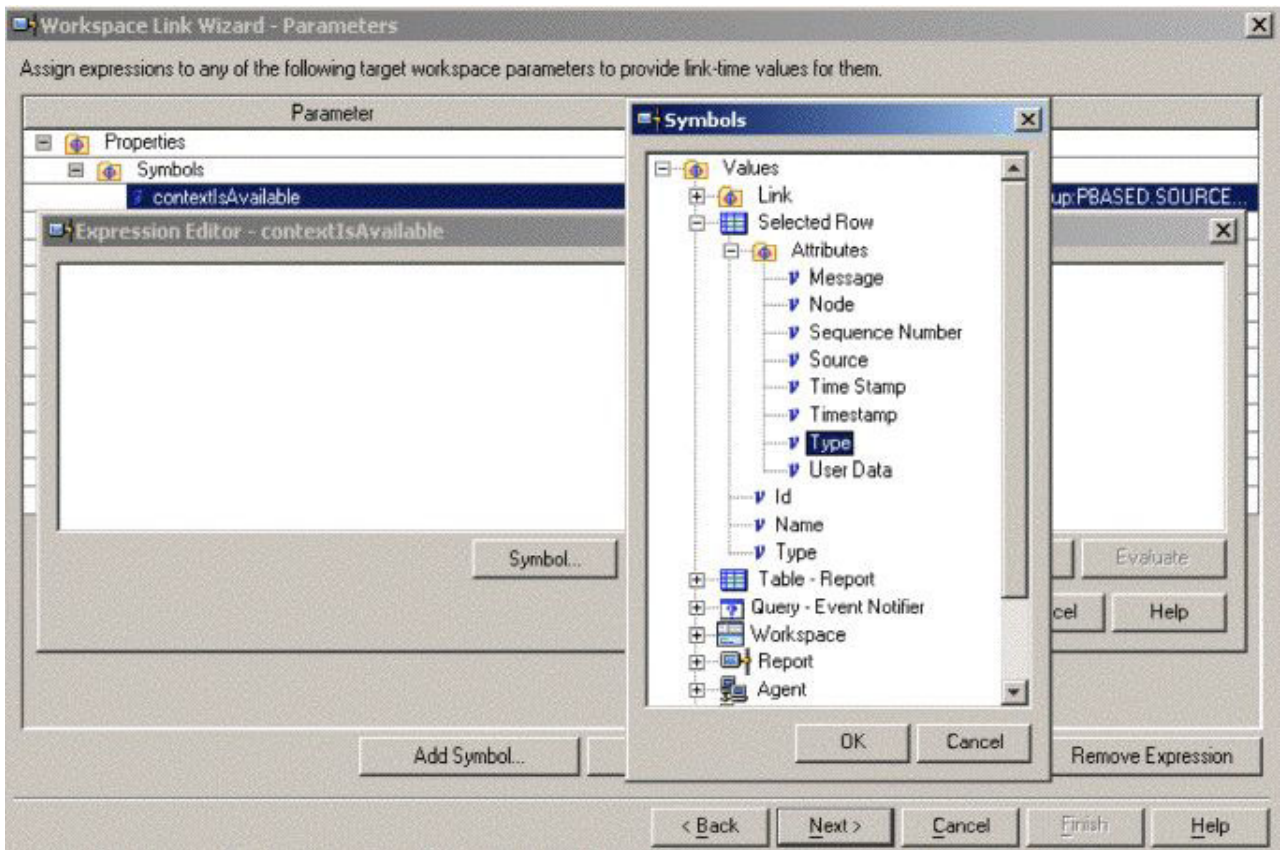 Workspace Link Wizard - Parameters
Assign expressions to any of the following target workspace parameters to provide link-time values for them.
Parameter
Properties
Symbols
contextIsAvailable
up:PBASED.SOURCE...
Expression Editor - contextIsAvailable
Symbol...
Evaluate
cel
Help
Symbols
Values
Link
Selected Row
Attributes
Message
Node
Sequence Number
Source
Time Stamp
Timestamp
Type
User Data
Id
Name
Type
Table - Report
Query - Event Notifier
Workspace
Report
Agent
OK Cancel
Add Symbol...
Remove Expression
< Back Next > Cancel Finish Help